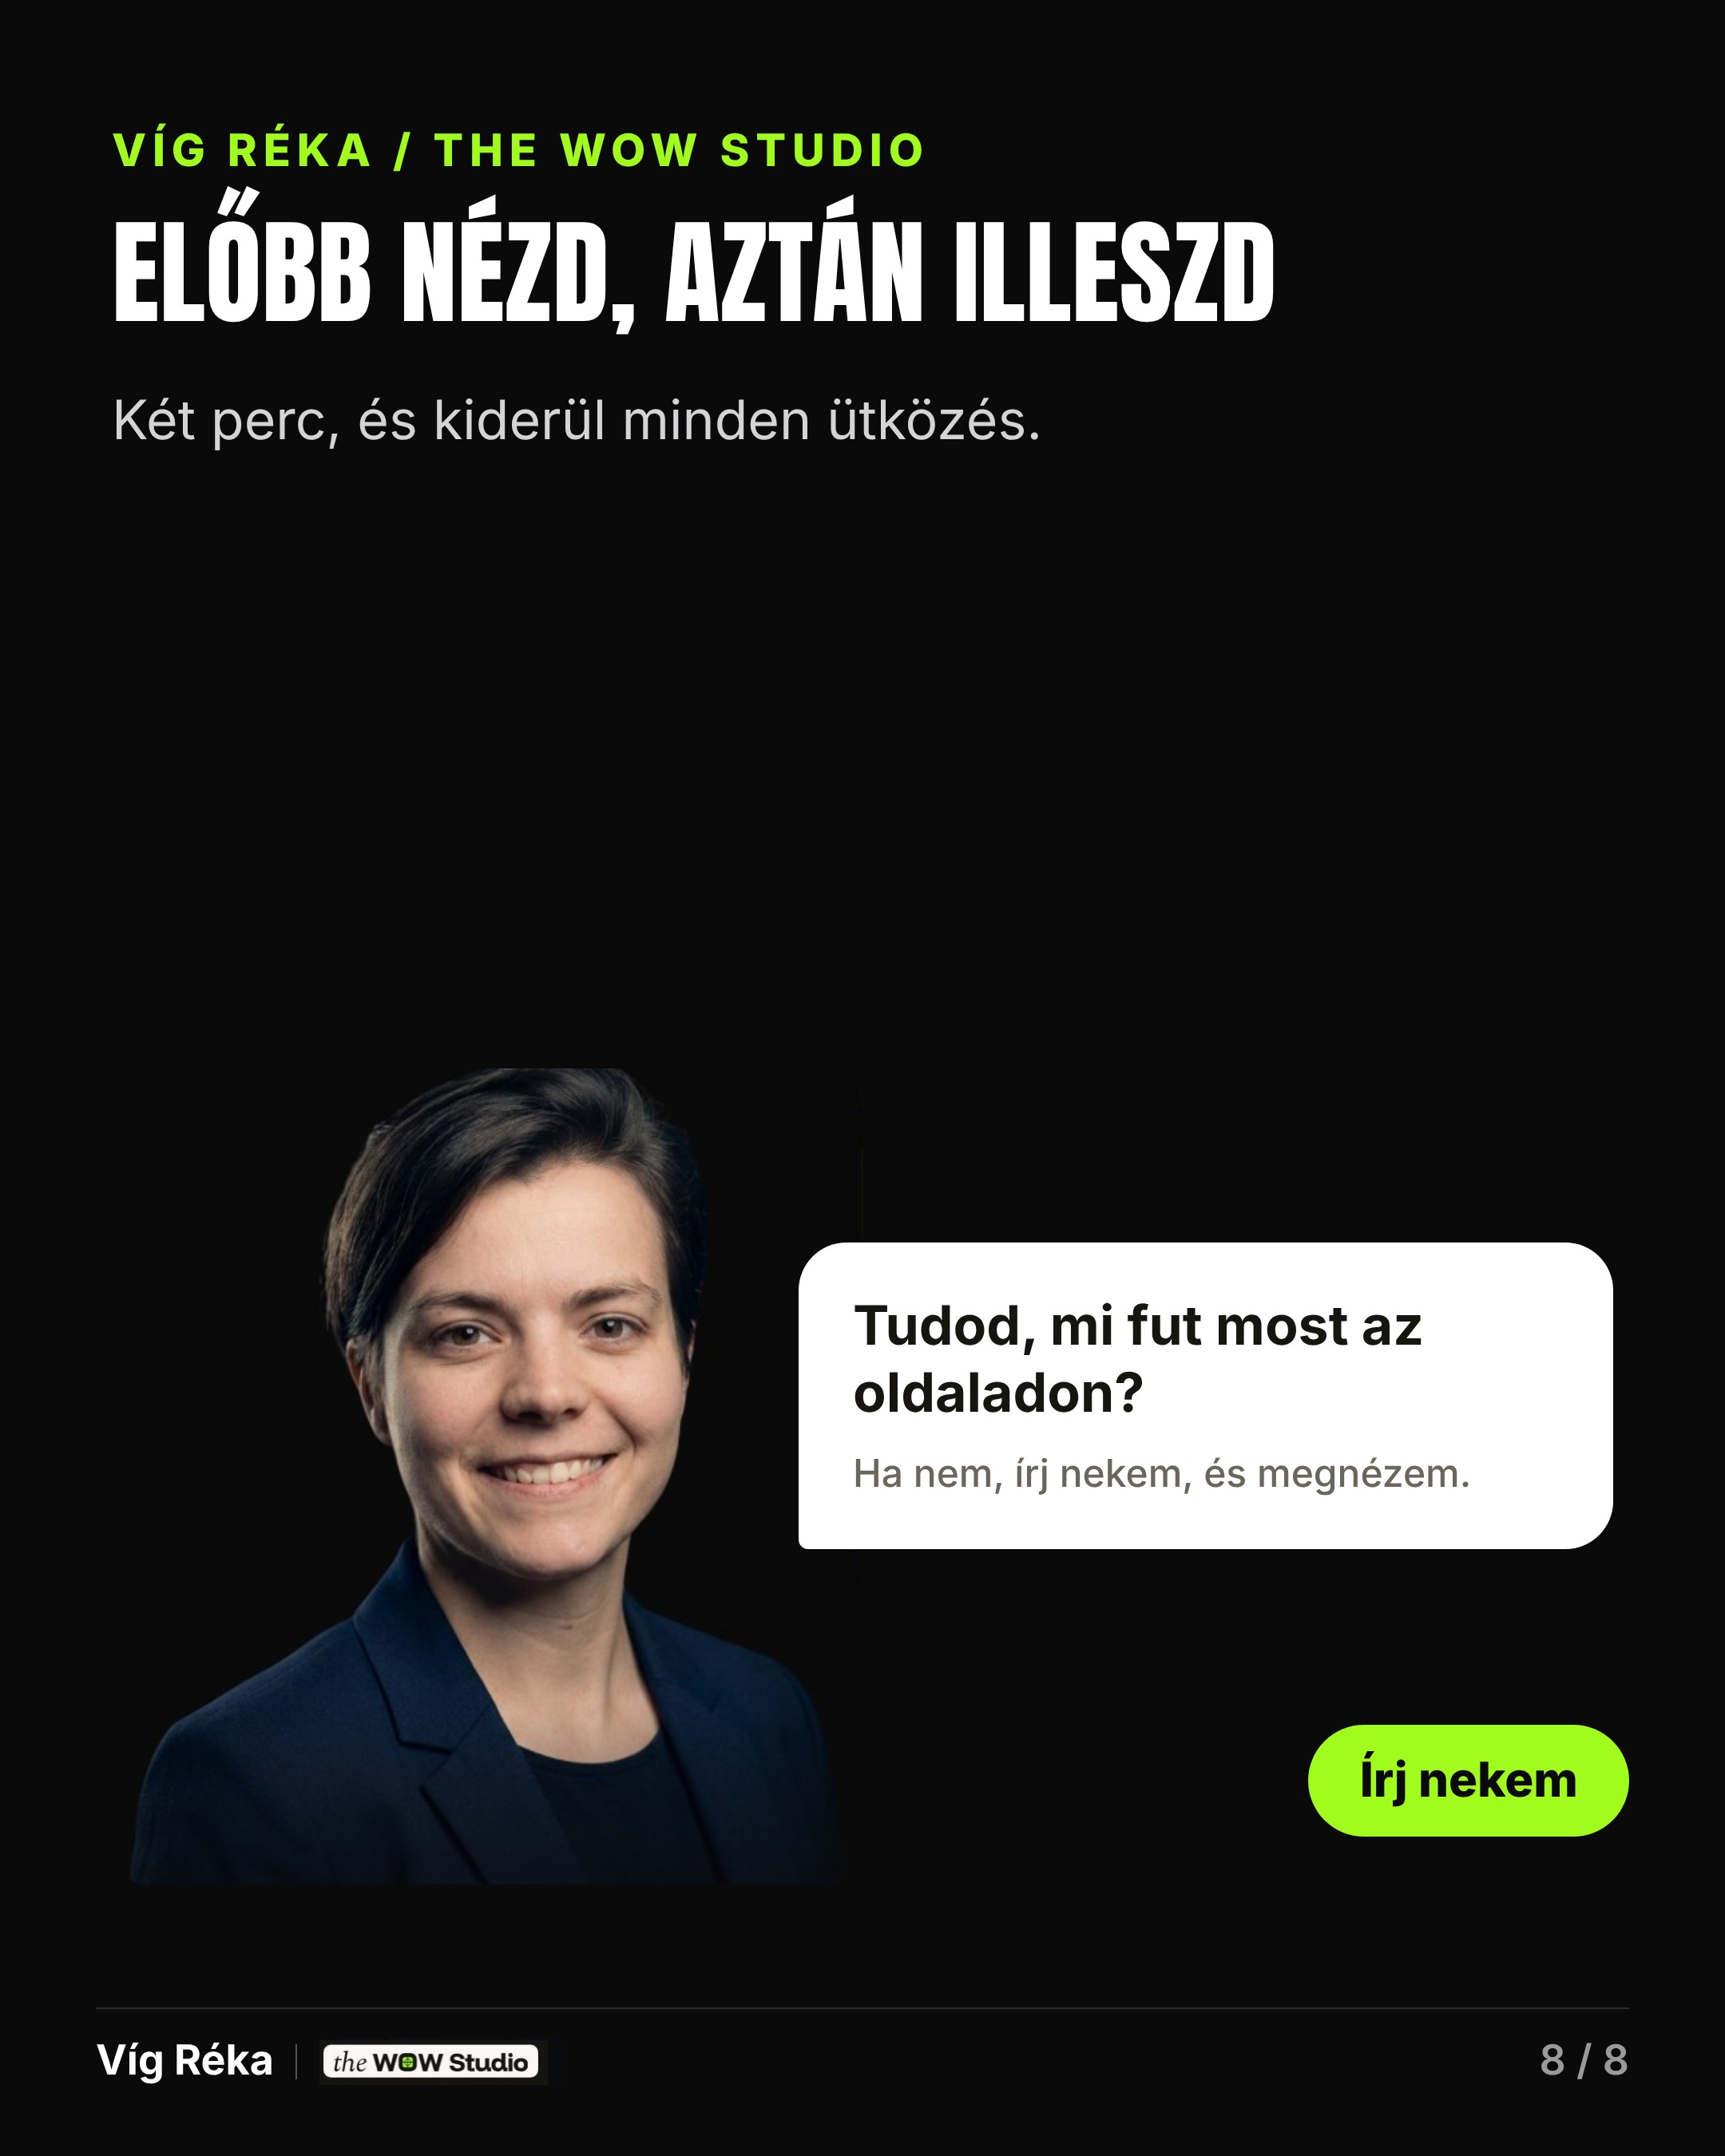 VÍG RÉKA / THE WOW STUDIO
ELŐBB NÉZD, AZTÁN ILLESZD
Két perc, és kiderül minden ütközés.
Tudod, mi fut most az
oldaladon?
Ha nem, írj nekem, és megnézem.
Írj nekem
Víg Réka
the WOW Studio
8 / 8